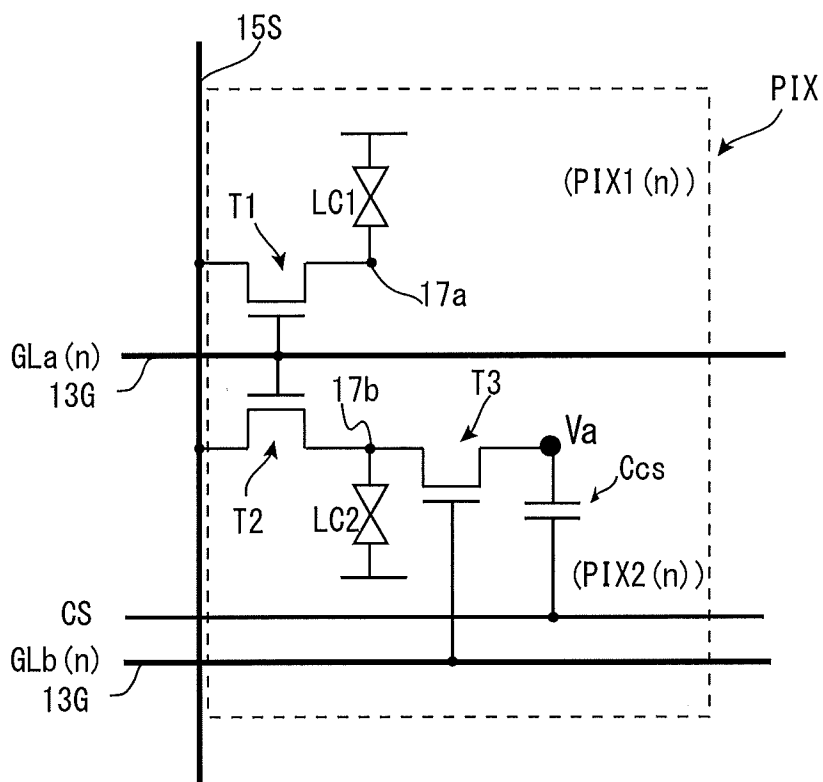 15S
PIX
(PIX1(n))
LC1
T1
17a
GLa(n)
13G
17b
T3
Va
Ccs
T2
LC2
(PIX2(n))
CS
GLb(n)
13G